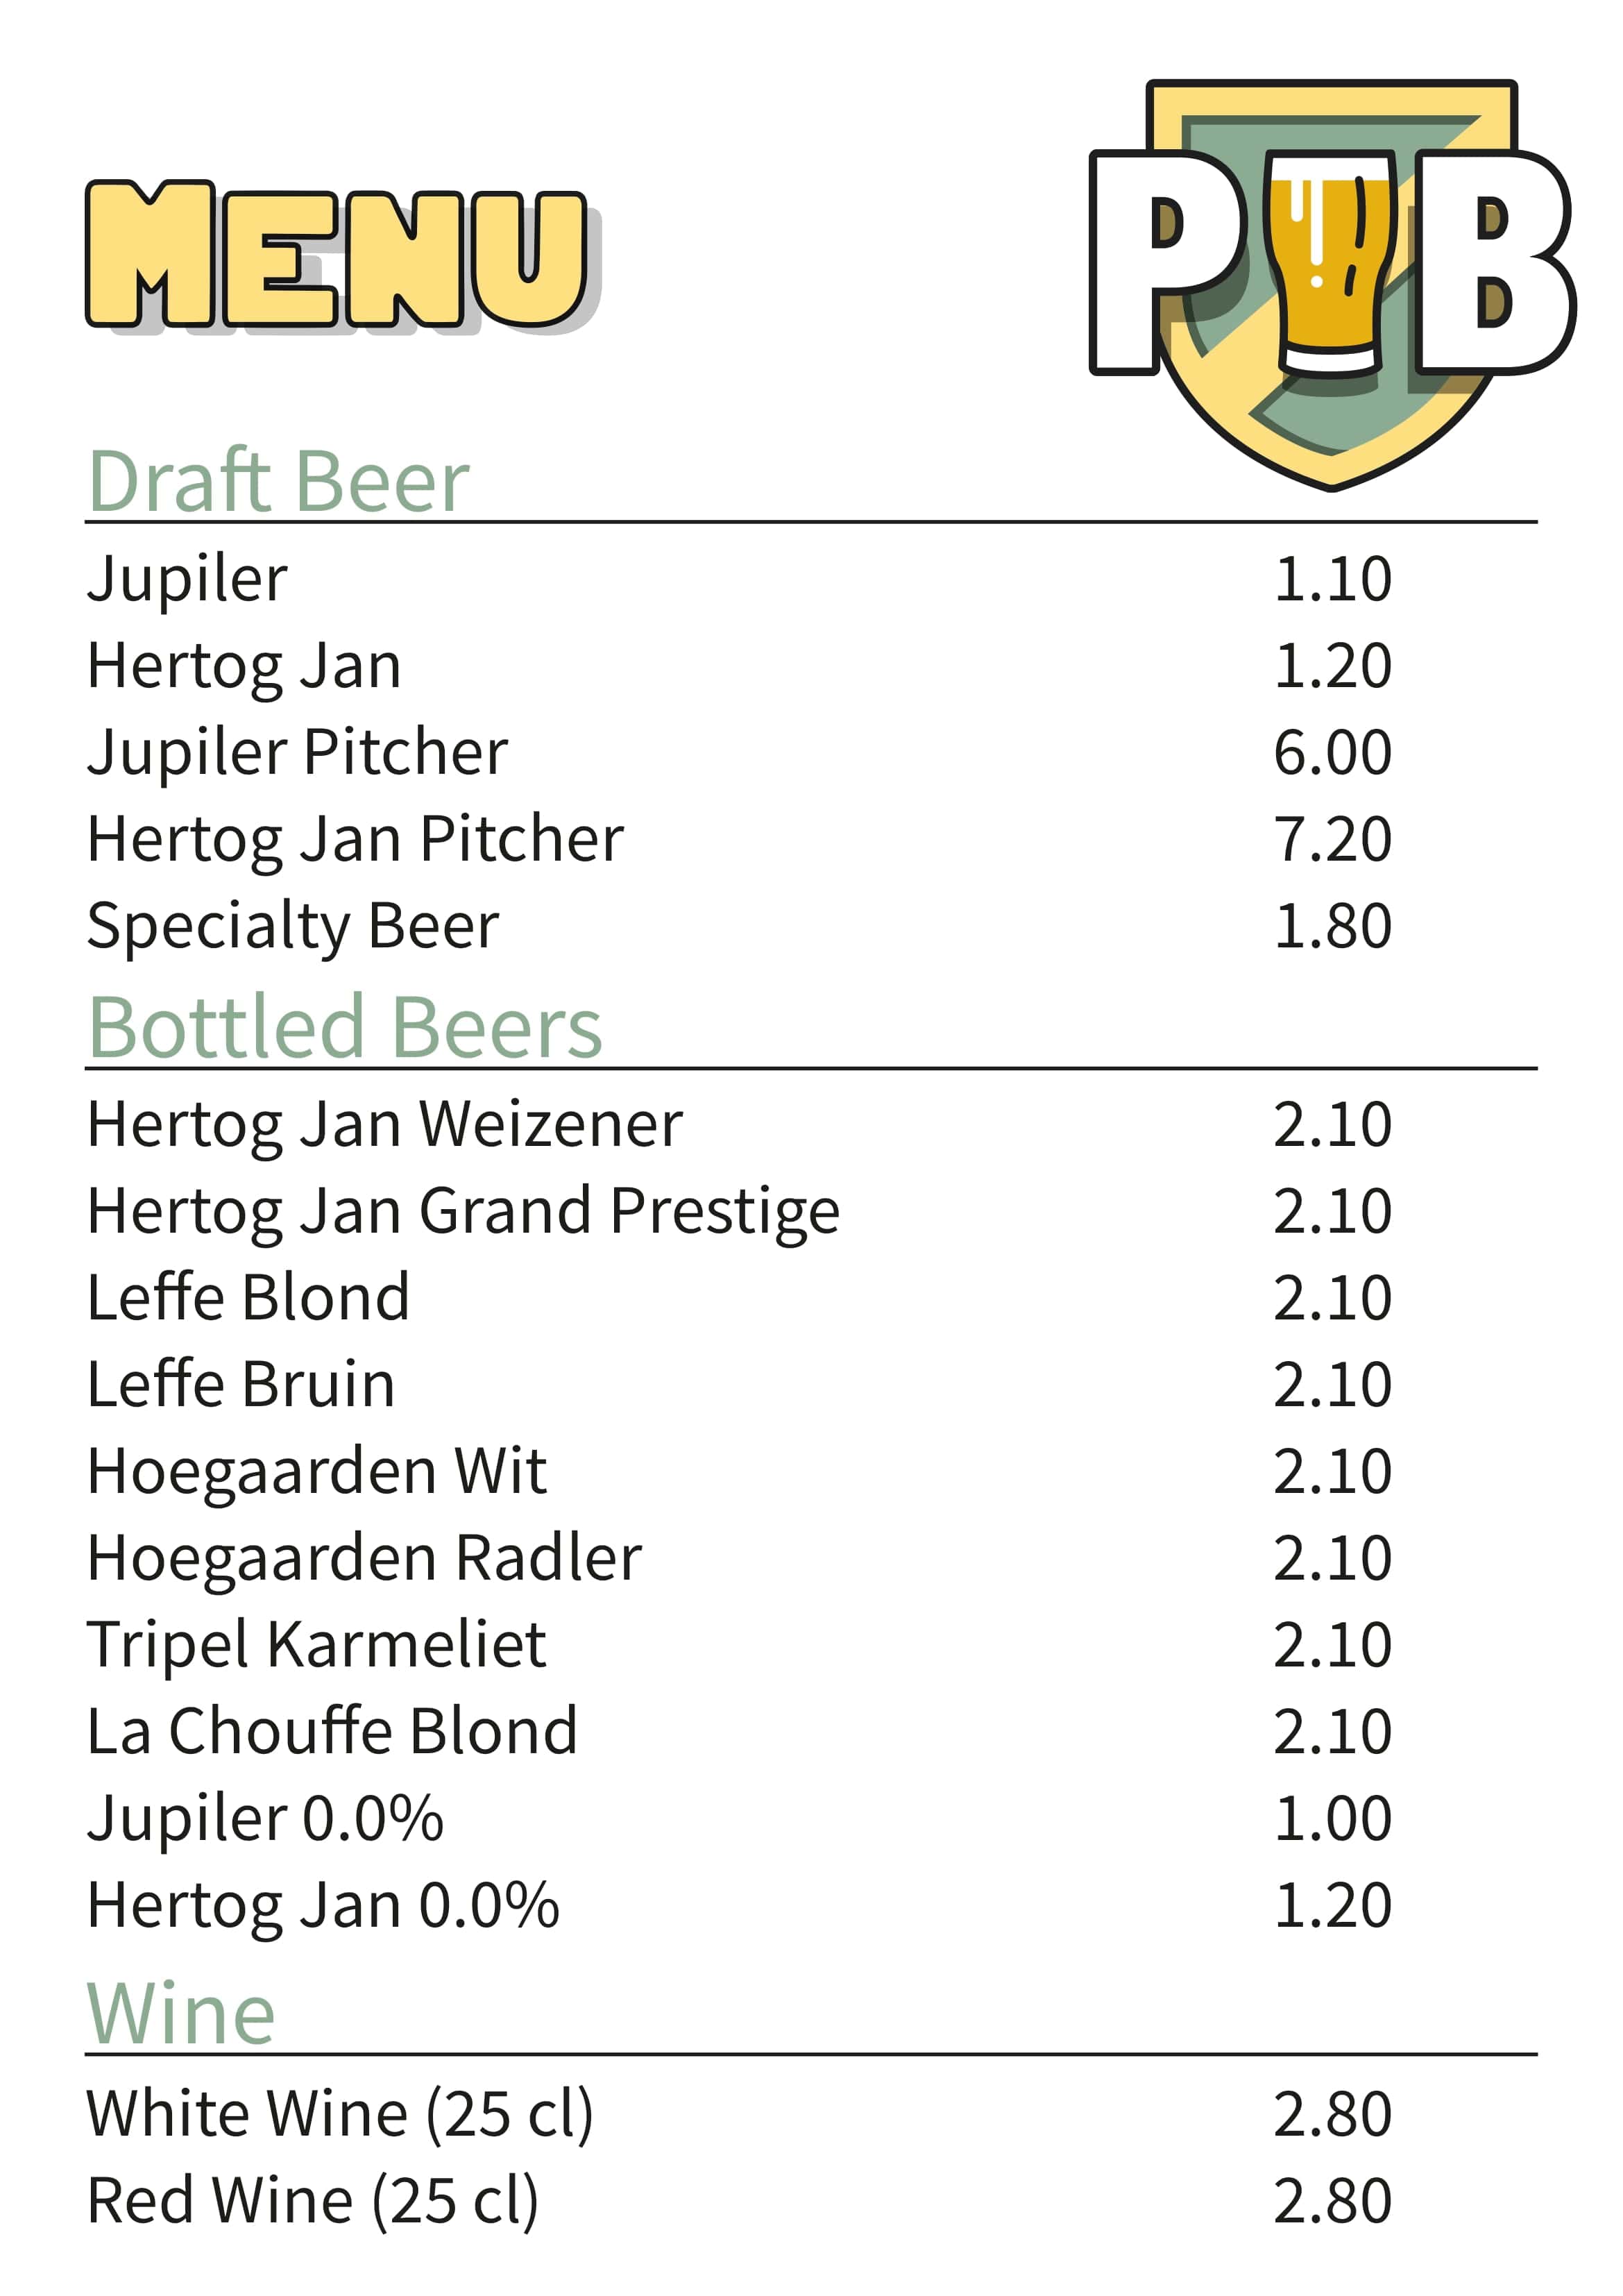 MENU
PUB
Draft Beer
Jupiler 1.10
Hertog Jan 1.20
Jupiler Pitcher 6.00
Hertog Jan Pitcher 7.20
Specialty Beer 1.80
Bottled Beers
Hertog Jan Weizener 2.10
Hertog Jan Grand Prestige 2.10
Leffe Blond 2.10
Leffe Bruin 2.10
Hoegaarden Wit 2.10
Hoegaarden Radler 2.10
Tripel Karmeliet 2.10
La Chouffe Blond 2.10
Jupiler 0.0% 1.00
Hertog Jan 0.0% 1.20
Wine
White Wine (25 cl) 2.80
Red Wine (25 cl) 2.80